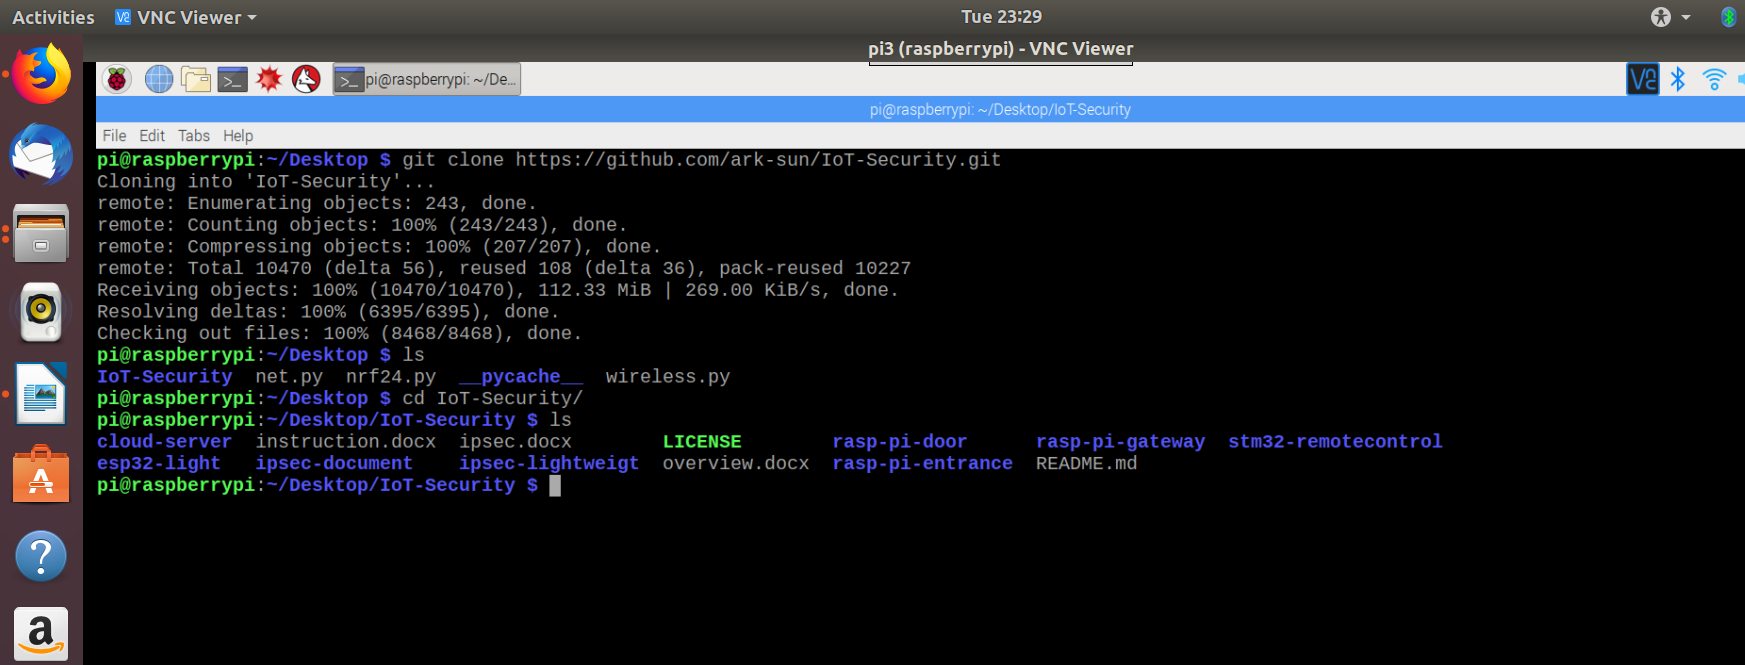 Activities VNC Viewer Tue 23:29
pi3 (raspberrypi) - VNC Viewer
pi@raspberrypi: ~/De...
pi@raspberrypi: ~/Desktop/IoT-Security
File Edit Tabs Help
pi@raspberrypi:~/Desktop $ git clone https://github.com/ark-sun/IoT-Security.git
Cloning into 'IoT-Security'...
remote: Enumerating objects: 243, done.
remote: Counting objects: 100% (243/243), done.
remote: Compressing objects: 100% (207/207), done.
remote: Total 10470 (delta 56), reused 108 (delta 36), pack-reused 10227
Receiving objects: 100% (10470/10470), 112.33 MiB | 269.00 KiB/s, done.
Resolving deltas: 100% (6395/6395), done.
Checking out files: 100% (8468/8468), done.
pi@raspberrypi:~/Desktop $ ls
IoT-Security net.py nrf24.py __pycache__ wireless.py
pi@raspberrypi:~/Desktop $ cd IoT-Security/
pi@raspberrypi:~/Desktop/IoT-Security $ ls
cloud-server instruction.docx ipsec.docx LICENSE rasp-pi-door rasp-pi-gateway stm32-remotecontrol
esp32-light ipsec-document ipsec-lightweigt overview.docx rasp-pi-entrance README.md
pi@raspberrypi:~/Desktop/IoT-Security $